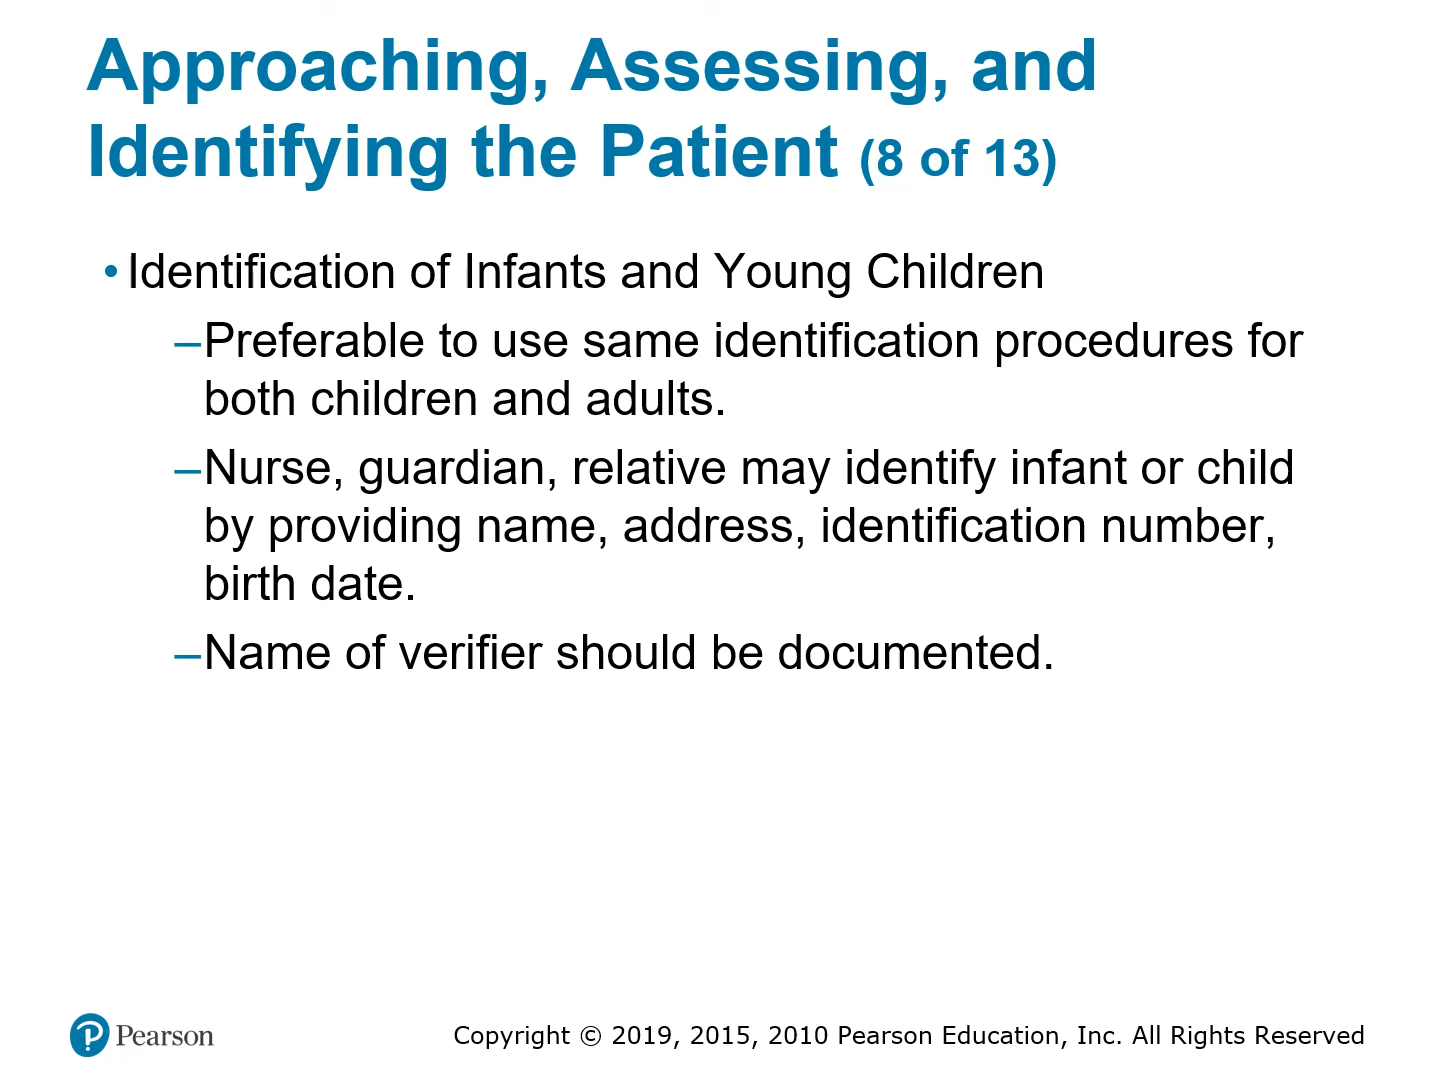 Approaching, Assessing, and
Identifying the Patient (8 of 13)
• Identification of Infants and Young Children
–Preferable to use same identification procedures for
both children and adults.
–Nurse, guardian, relative may identify infant or child
by providing name, address, identification number,
birth date.
–Name of verifier should be documented.
Pearson
Copyright © 2019, 2015, 2010 Pearson Education, Inc. All Rights Reserved